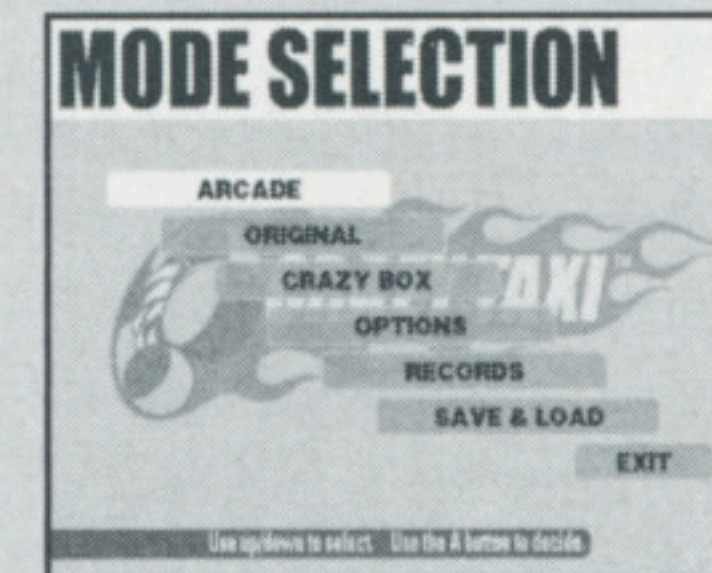 MODE SELECTION
ARCADE
ORIGINAL
CRAZY BOX
TAXI
OPTIONS
RECORDS
SAVE & LOAD
EXIT
Use up/down to select. Use the A button to decide.